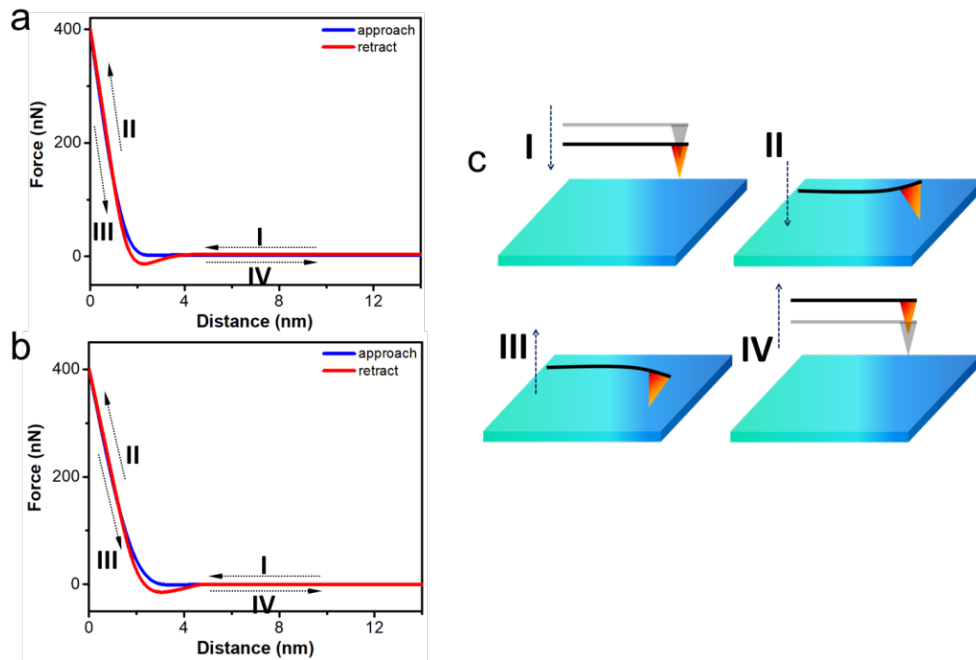 a
400
200
0
Force (nN)
approach
retract
II
III
I
IV
0
4
8
12
Distance (nm)
b
400
200
0
Force (nN)
approach
retract
II
III
I
IV
0
4
8
12
Distance (nm)
c
I
II
III
IV